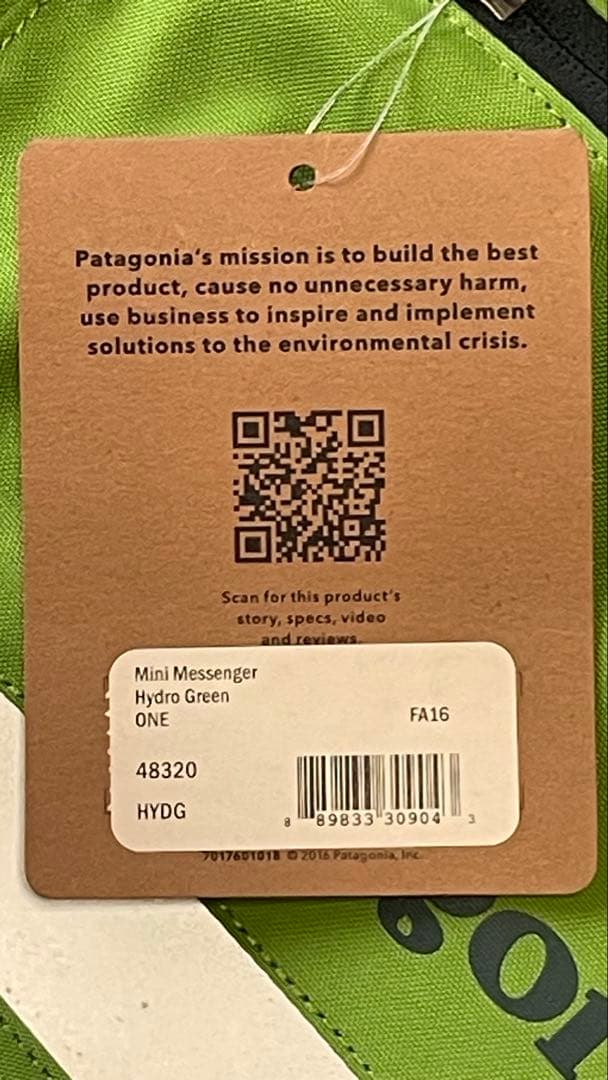 Patagonia's mission is to build the best
product, cause no unnecessary harm,
use business to inspire and implement
solutions to the environmental crisis.
Scan for this product's
story, specs, video
and reviews.
Mini Messenger
Hydro Green
ONE FA16
48320
HYDG
8 89833 30904 3
7017601018 © 2016 Patagonia, Inc.